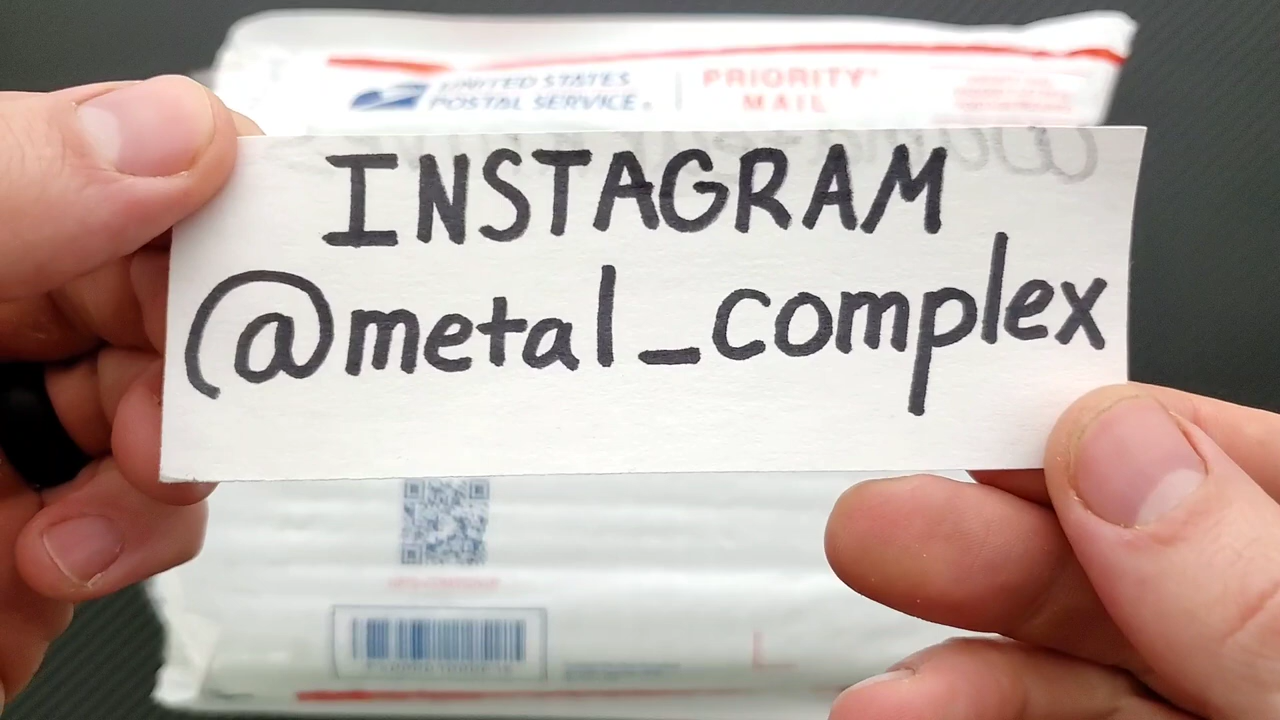 UNITED STATES
POSTAL SERVICE®
PRIORITY®
MAIL
INSTAGRAM
@metal_complex